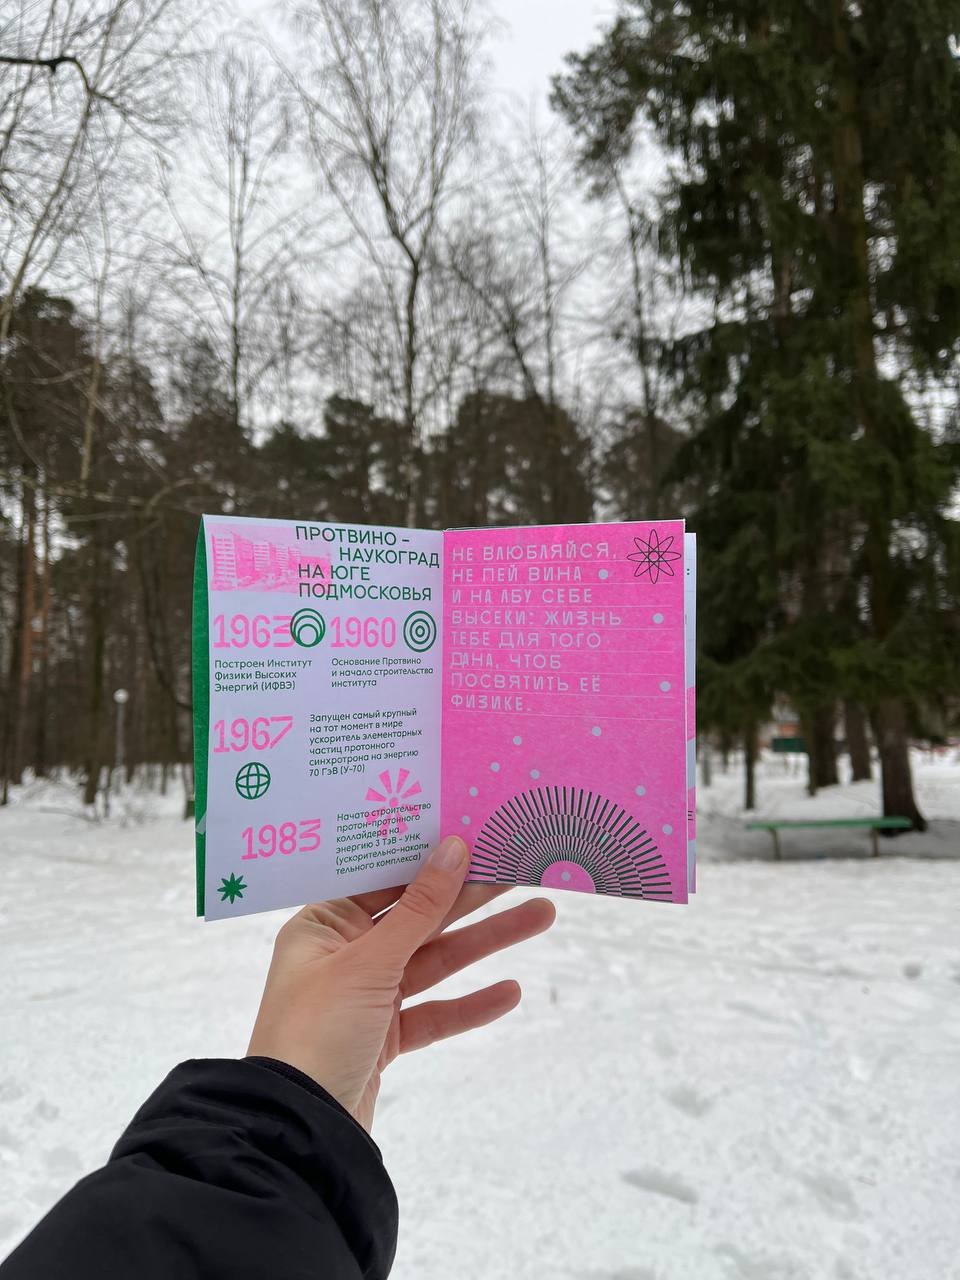 ПРОТВИНО –
НАУКОГРАД
НА ЮГЕ
ПОДМОСКОВЬЯ
1963
Построен Институт
Физики Высоких
Энергий (ИФВЭ)
1960
Основание Протвино
и начало строительства
института
1967
Запущен самый крупный
на тот момент в мире
ускоритель элементарных
частиц протонного
синхротрона на энергию
70 ГэВ (У-70)
1983
Начато строительство
протон-протонного
коллайдера на
энергию 3 ТэВ - УНК
(ускорительно-накопи
тельного комплекса)
НЕ ВЛЮБЛЯЙСЯ,
НЕ ПЕЙ ВИНА
И НА ЛБУ СЕБЕ
ВЫСЕКИ: ЖИЗНЬ
ТЕБЕ ДЛЯ ТОГО
ДАНА, ЧТОБ
ПОСВЯТИТЬ ЕЁ
ФИЗИКЕ.